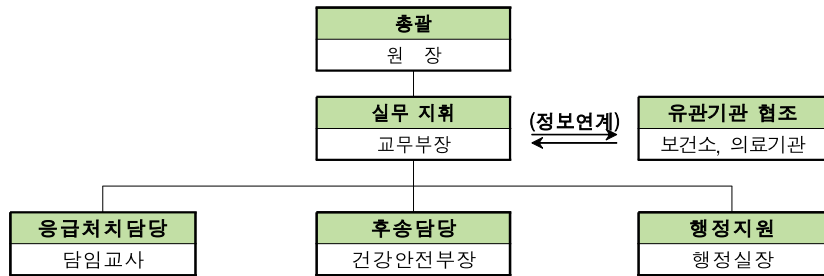 총괄
원 장
실무 지휘
교무부장
(정보연계)
유관기관 협조
보건소, 의료기관
응급처치담당
담임교사
후송담당
건강안전부장
행정지원
행정실장